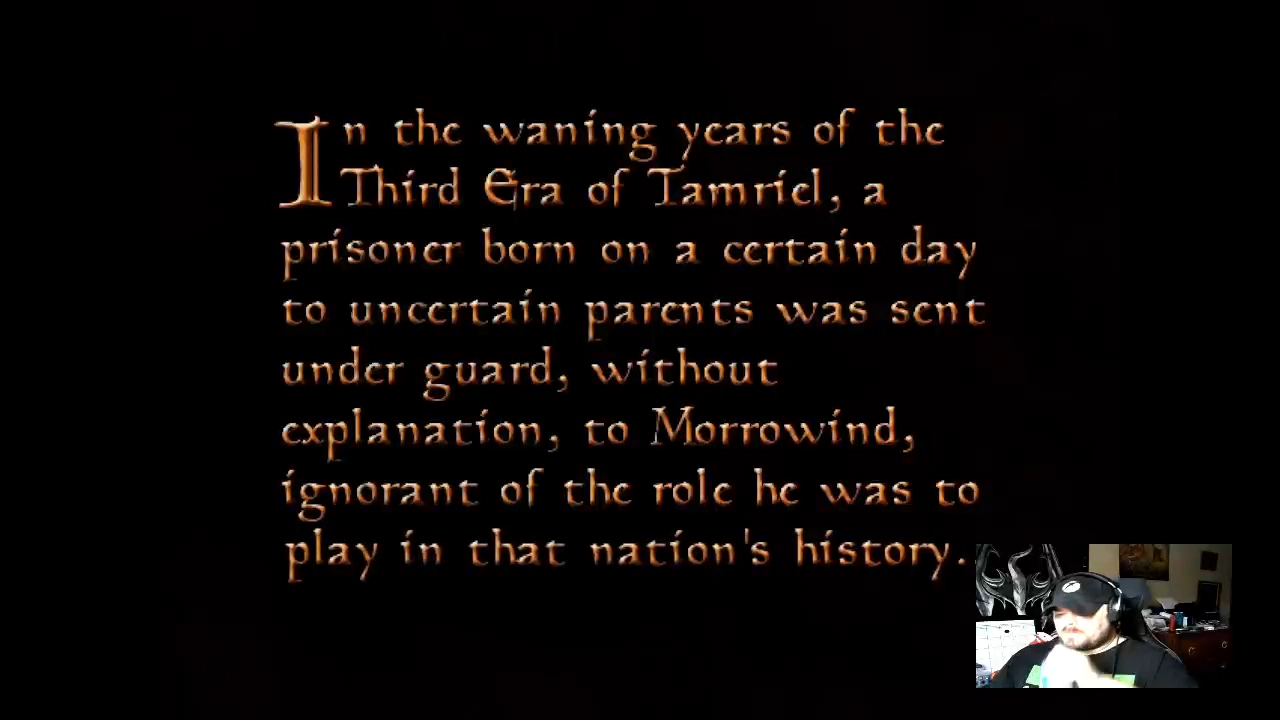 In the waning years of the
Third Era of Tamriel, a
prisoner born on a certain day
to uncertain parents was sent
under guard, without
explanation, to Morrowind,
ignorant of the role he was to
play in that nation's history.